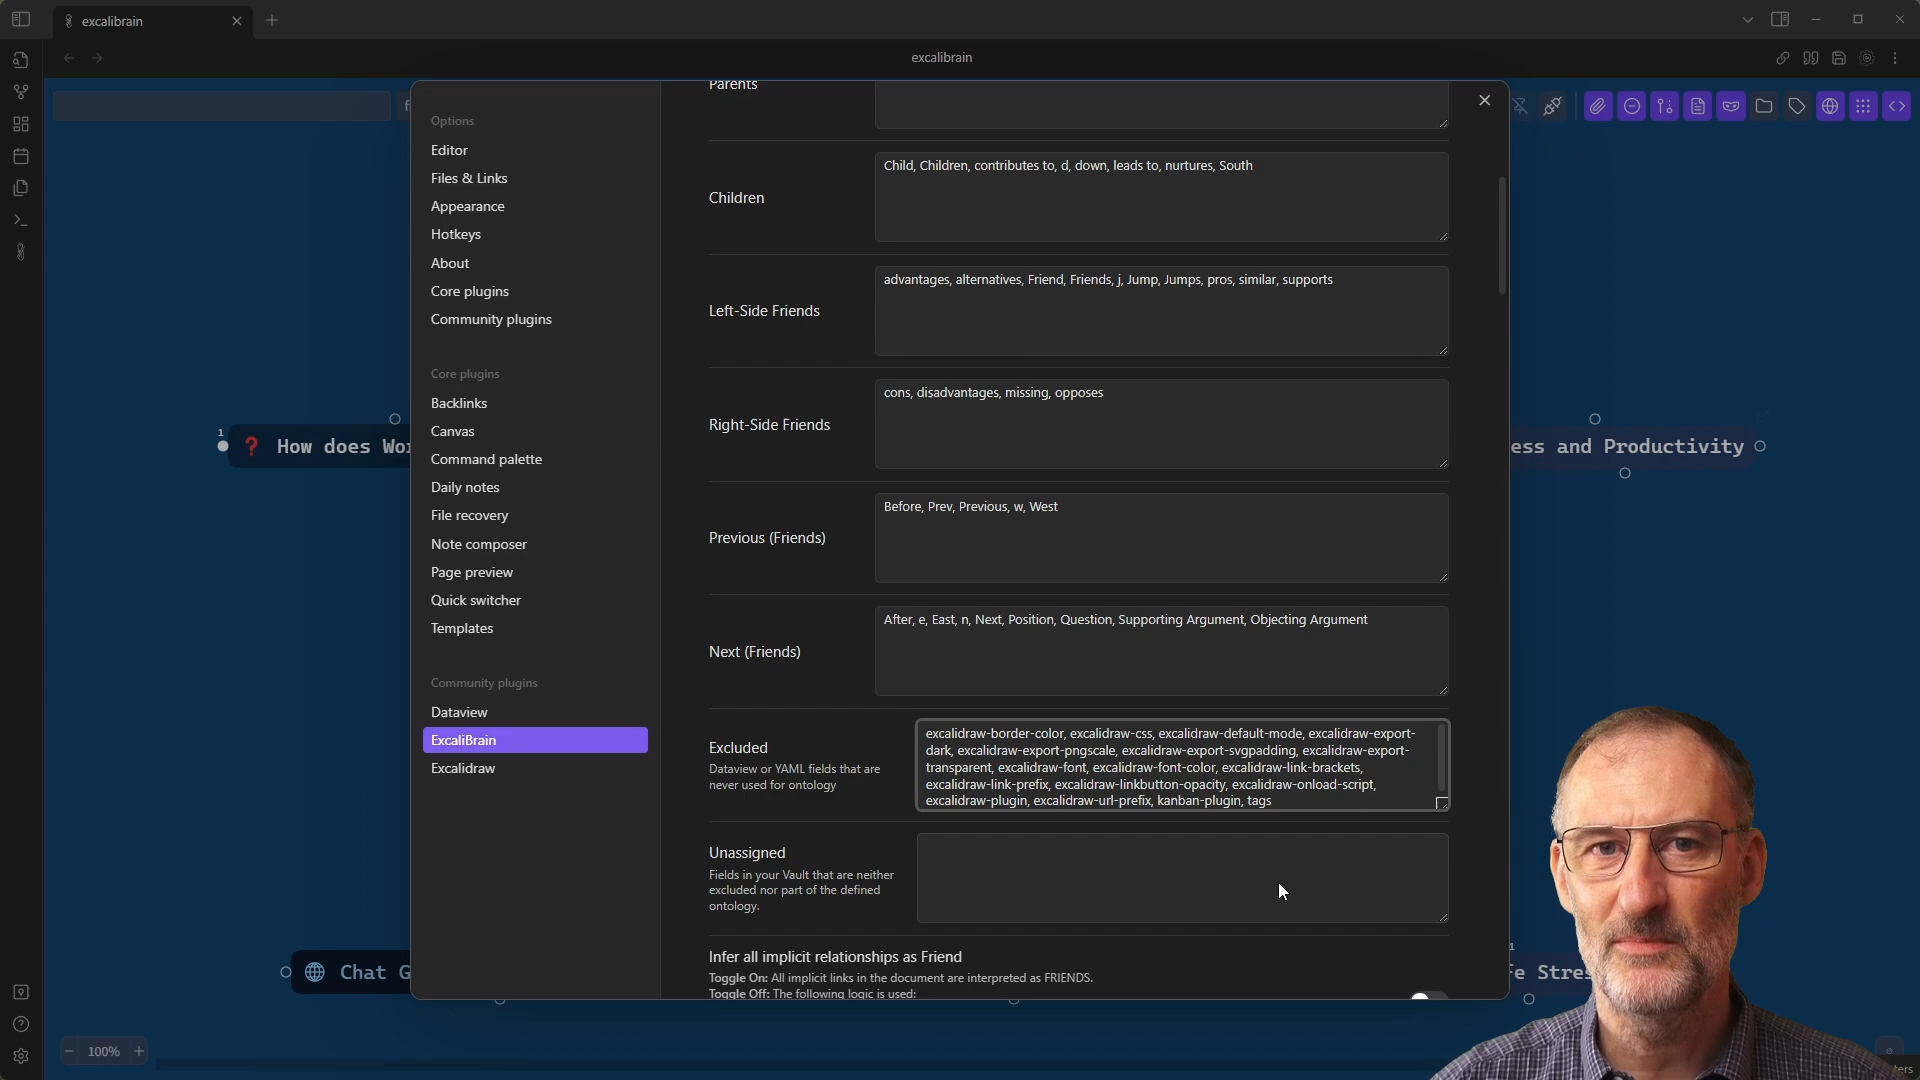 excalibrain
excalibrain
Options
Editor
Files & Links
Appearance
Hotkeys
About
Core plugins
Community plugins
Core plugins
Backlinks
Canvas
Command palette
Daily notes
File recovery
Note composer
Page preview
Quick switcher
Templates
Community plugins
Dataview
ExcaliBrain
Excalidraw
Parents
Children
Child, Children, contributes to, d, down, leads to, nurtures, South
Left-Side Friends
advantages, alternatives, Friend, Friends, j, Jump, Jumps, pros, similar, supports
Right-Side Friends
cons, disadvantages, missing, opposes
Previous (Friends)
Before, Prev, Previous, w, West
Next (Friends)
After, e, East, n, Next, Position, Question, Supporting Argument, Objecting Argument
Excluded
Dataview or YAML fields that are
never used for ontology
excalidraw-border-color, excalidraw-css, excalidraw-default-mode, excalidraw-export-
dark, excalidraw-export-pngscale, excalidraw-export-svgpadding, excalidraw-export-
transparent, excalidraw-font, excalidraw-font-color, excalidraw-link-brackets,
excalidraw-link-prefix, excalidraw-linkbutton-opacity, excalidraw-onload-script,
excalidraw-plugin, excalidraw-url-prefix, kanban-plugin, tags
Unassigned
Fields in your Vault that are neither
excluded nor part of the defined
ontology.
Infer all implicit relationships as Friend
Toggle On: All implicit links in the document are interpreted as FRIENDS.
Toggle Off: The following logic is used:
1
How does Wo
ess and Productivity
Chat G
1
fe Stres
100%